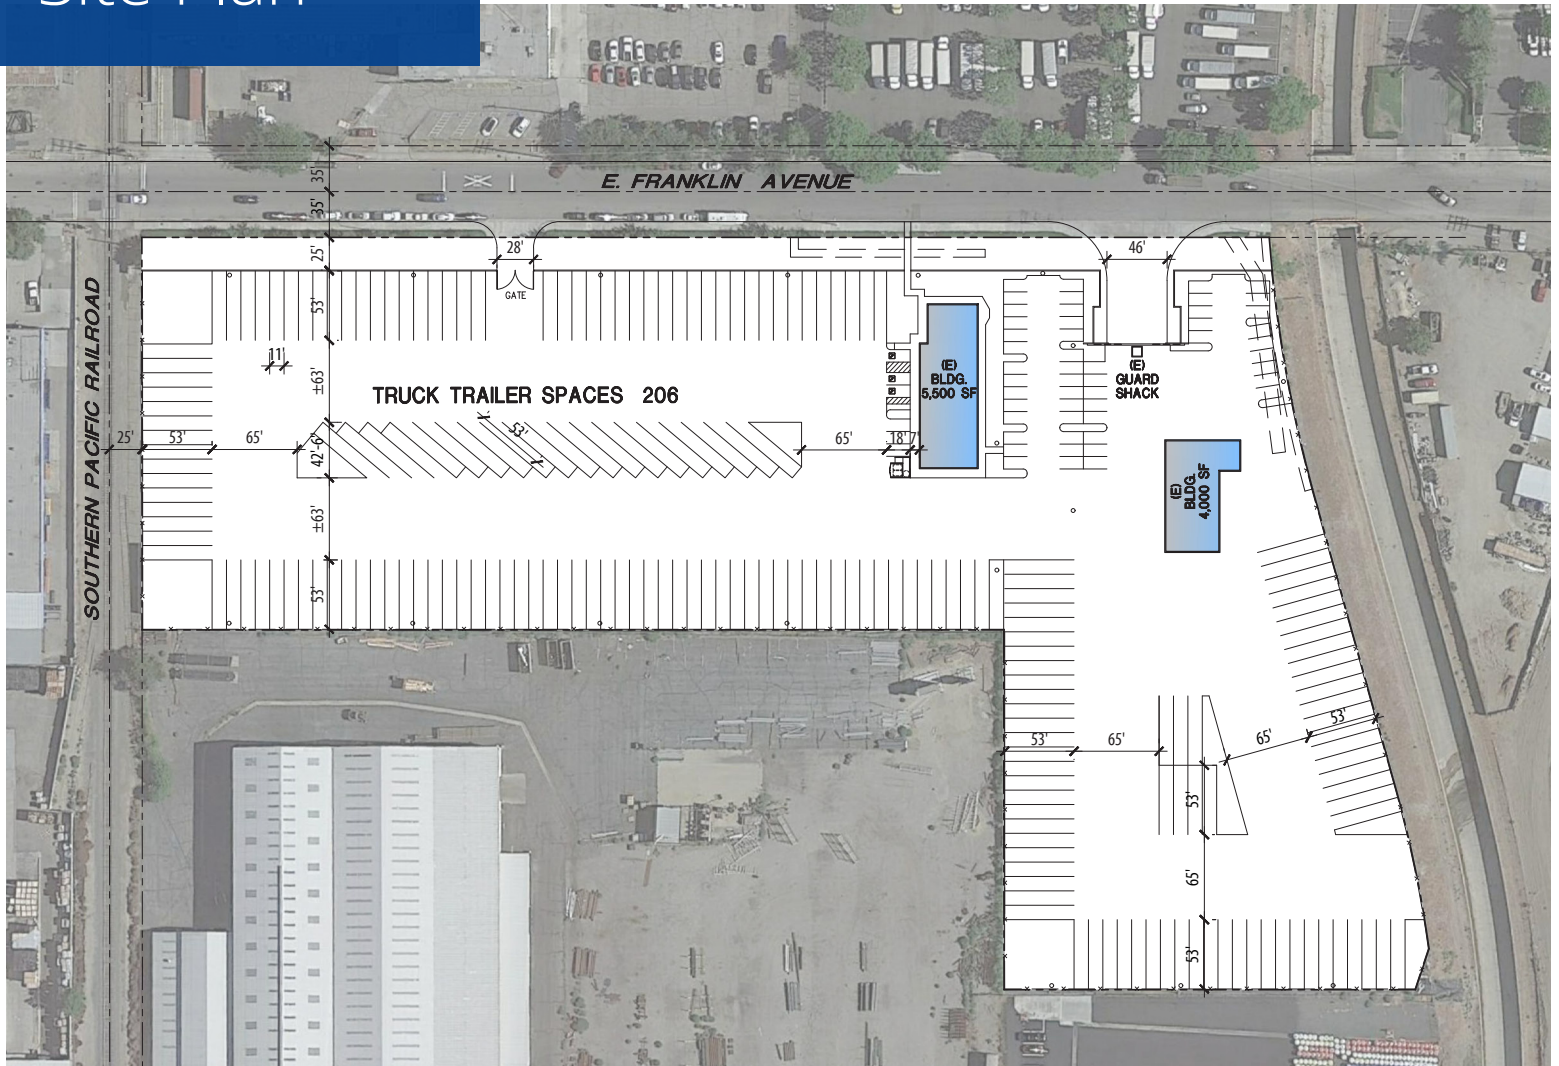 Site Plan
35'
E. FRANKLIN AVENUE
35'
25'
28'
46'
GATE
53'
11'
±63'
TRUCK TRAILER SPACES 206
(E)
BLDG.
5,500 SF
(E)
GUARD
SHACK
SOUTHERN PACIFIC RAILROAD
25'
53'
65'
42'-6"
53'
65'
18'
7'
(E)
BLDG.
4,000 SF
±63'
53'
53'
65'
65'
53'
53'
65'
53'